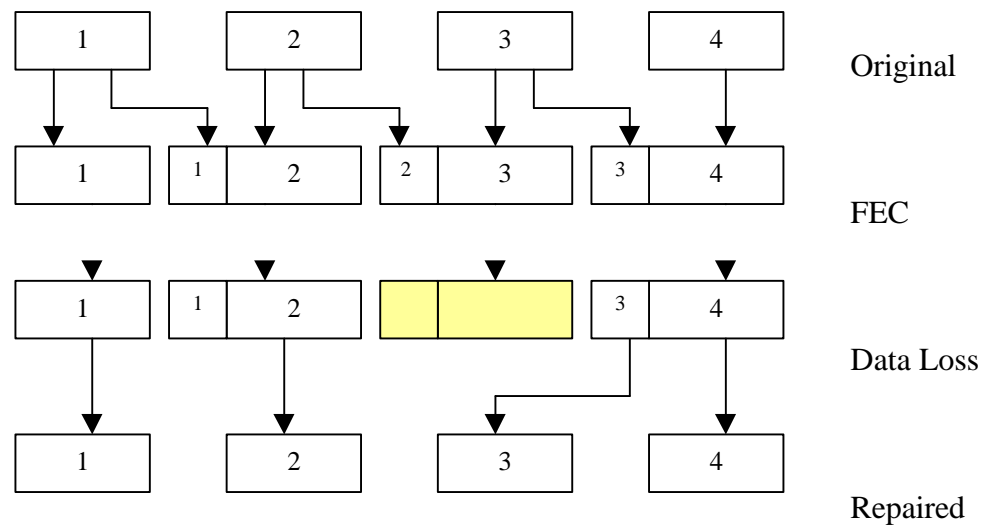 1 2 3 4
Original
1 1 2 2 3 3 4
FEC
1 1 2 3 4
Data Loss
1 2 3 4
Repaired